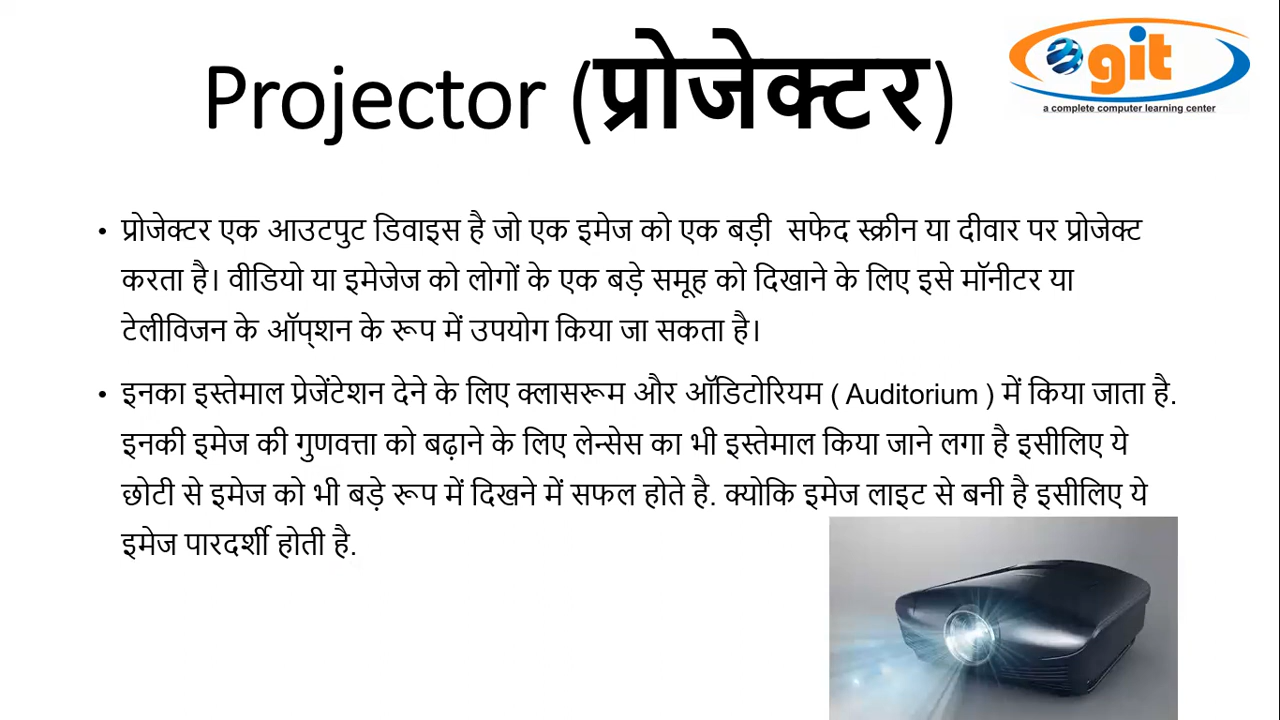 Projector (प्रोजेक्टर)
egit
a complete computer learning center
• प्रोजेक्टर एक आउटपुट डिवाइस है जो एक इमेज को एक बड़ी  सफेद स्क्रीन या दीवार पर प्रोजेक्ट
करता है। वीडियो या इमेजेज को लोगों के एक बड़े समूह को दिखाने के लिए इसे मॉनीटर या
टेलीविजन के ऑप्‌शन के रूप में उपयोग किया जा सकता है।
• इनका इस्तेमाल प्रेजेंटेशन देने के लिए क्लासरूम और ऑडिटोरियम ( Auditorium ) में किया जाता है.
इनकी इमेज की गुणवत्ता को बढ़ाने के लिए लेन्सेस का भी इस्तेमाल किया जाने लगा है इसीलिए ये
छोटी से इमेज को भी बड़े रूप में दिखने में सफल होते है. क्योकि इमेज लाइट से बनी है इसीलिए ये
इमेज पारदर्शी होती है.